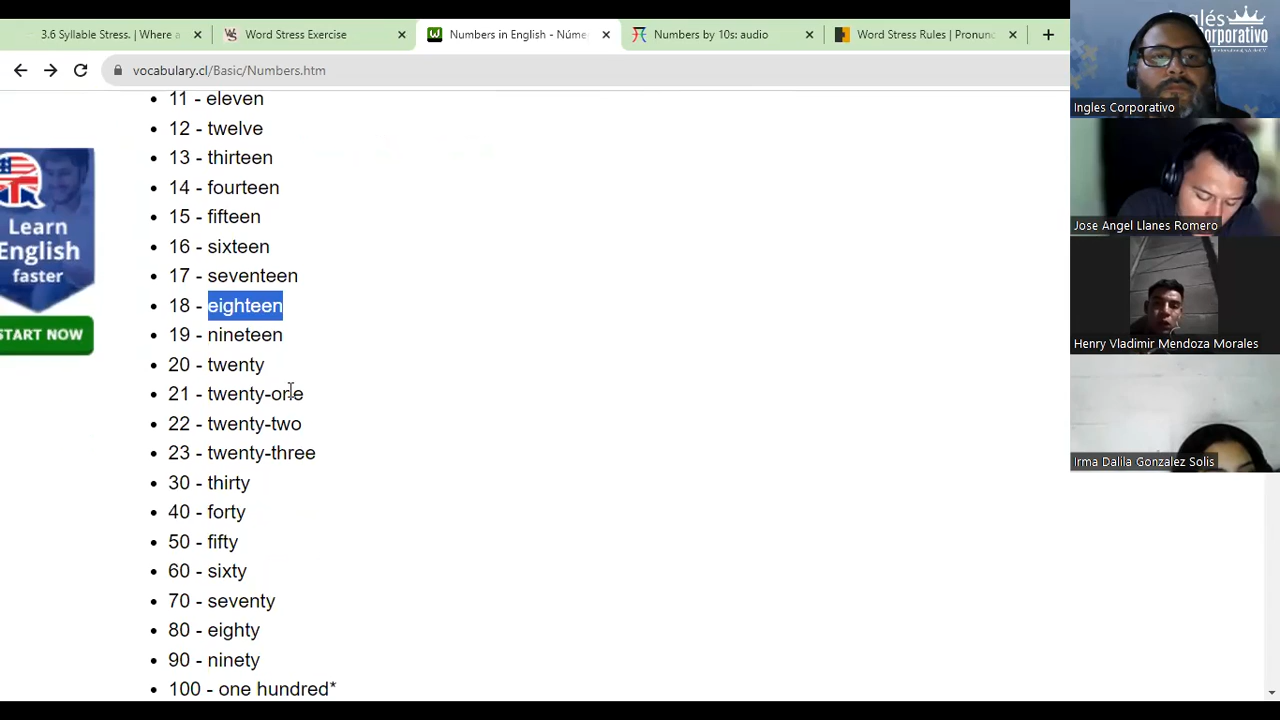 3.6 Syllable Stress. | Where a
Word Stress Exercise
Numbers in English - Núme
Numbers by 10s: audio
Word Stress Rules | Pronunc
vocabulary.cl/Basic/Numbers.htm
11 - eleven
12 - twelve
13 - thirteen
14 - fourteen
15 - fifteen
16 - sixteen
17 - seventeen
18 - eighteen
19 - nineteen
20 - twenty
21 - twenty-one
22 - twenty-two
23 - twenty-three
30 - thirty
40 - forty
50 - fifty
60 - sixty
70 - seventy
80 - eighty
90 - ninety
100 - one hundred*
Learn
English
faster
START NOW
Inglés
Corporativo
Ingles Corporativo
Jose Angel Llanes Romero
Henry Vladimir Mendoza Morales
Irma Dalila Gonzalez Solis